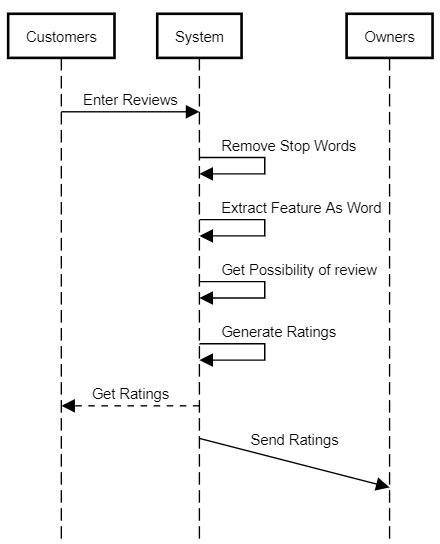 Customers
System
Owners
Enter Reviews
Remove Stop Words
Extract Feature As Word
Get Possibility of review
Generate Ratings
Get Ratings
Send Ratings